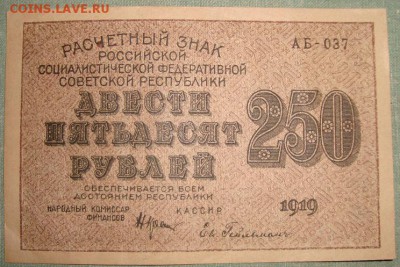 COINS.LAVE.RU
РАСЧЕТНЫЙ ЗНАК
РОССИЙСКОЙ
СОЦИАЛИСТИЧЕСКОЙ ФЕДЕРАТИВНОЙ
СОВЕТСКОЙ РЕСПУБЛИКИ
АБ-037
ДВЕСТИ
ПЯТЬДЕСЯТ
РУБЛЕЙ
250
ОБЕСПЕЧИВАЕТСЯ ВСЕМ
ДОСТОЯНИЕМ РЕСПУБЛИКИ
1919
НАРОДНЫЙ КОМИССАР
ФИНАНСОВ
КАССИР